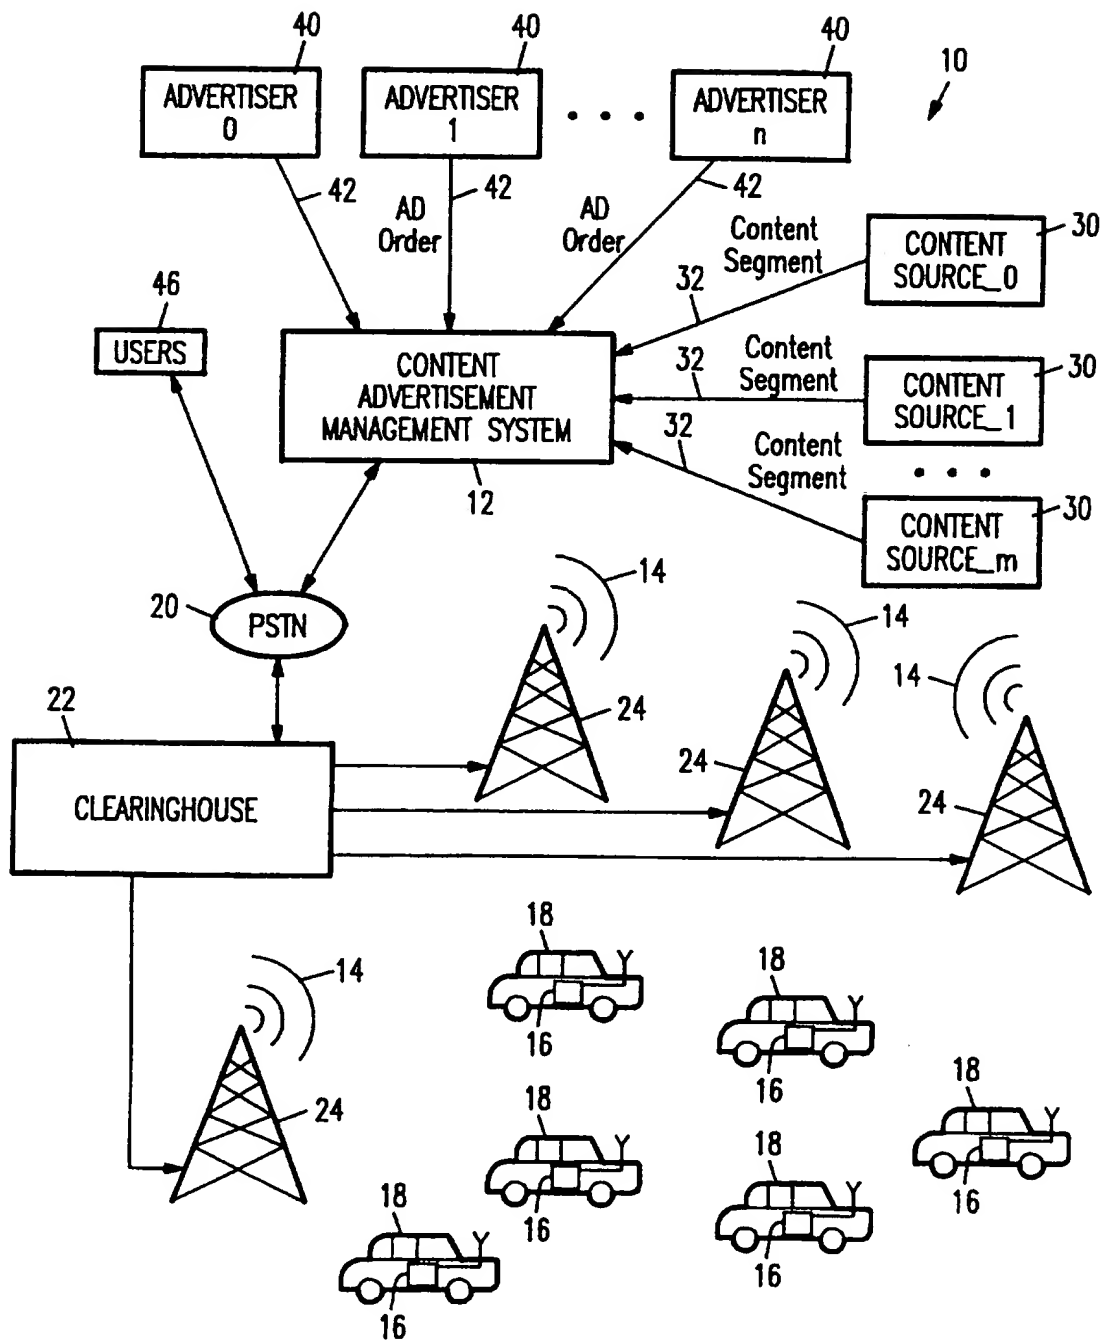 40
40
40
10
ADVERTISER
0
ADVERTISER
1
• • •
ADVERTISER
n
42
42
42
AD
Order
AD
Order
Content
Segment
30
CONTENT
SOURCE_0
32
46
USERS
CONTENT
ADVERTISEMENT
MANAGEMENT SYSTEM
12
32
Content
Segment
30
CONTENT
SOURCE_1
• • •
32
Content
Segment
30
CONTENT
SOURCE_m
20
PSTN
14
14
14
22
CLEARINGHOUSE
24
24
24
14
24
18
16
18
16
18
16
18
16
18
16
18
16